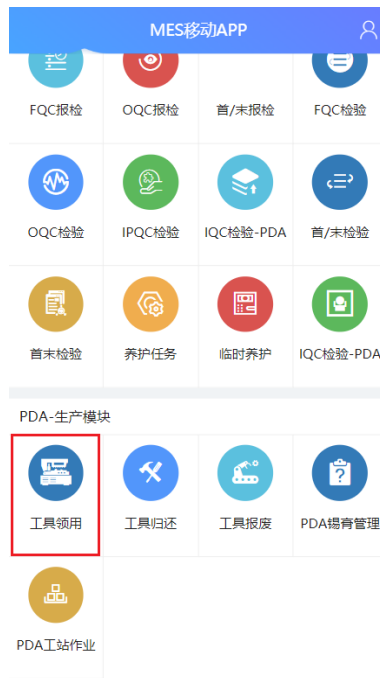 MES移动APP
FQC报检
OQC报检
首/末报检
FQC检验
OQC检验
IPQC检验
IQC检验-PDA
首/末检验
首末检验
养护任务
临时养护
IQC检验-PDA
PDA-生产模块
工具领用
工具归还
工具报废
PDA锡膏管理
PDA工站作业